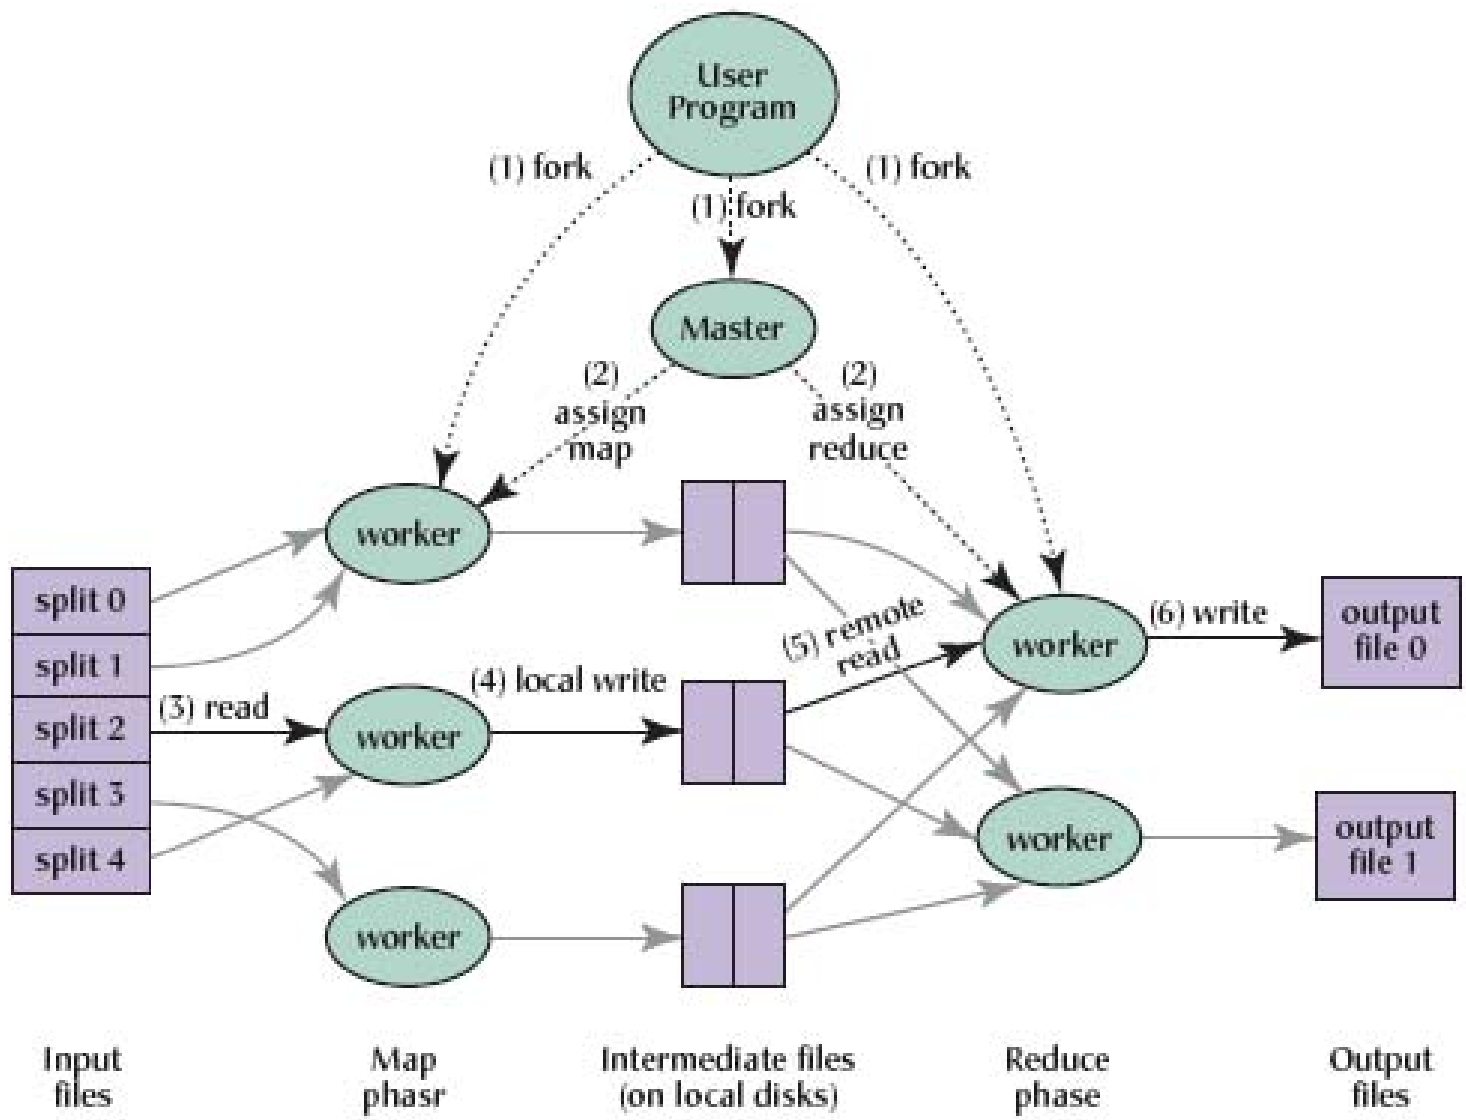 User
Program
(1) fork
(1) fork
(1) fork
Master
(2)
assign
map
(2)
assign
reduce
worker
split 0
split 1
split 2
split 3
split 4
(3) read
worker
(4) local write
worker
(5) remote
read
worker
(6) write
output
file 0
worker
output
file 1
Input
files
Map
phasr
Intermediate files
(on local disks)
Reduce
phase
Output
files